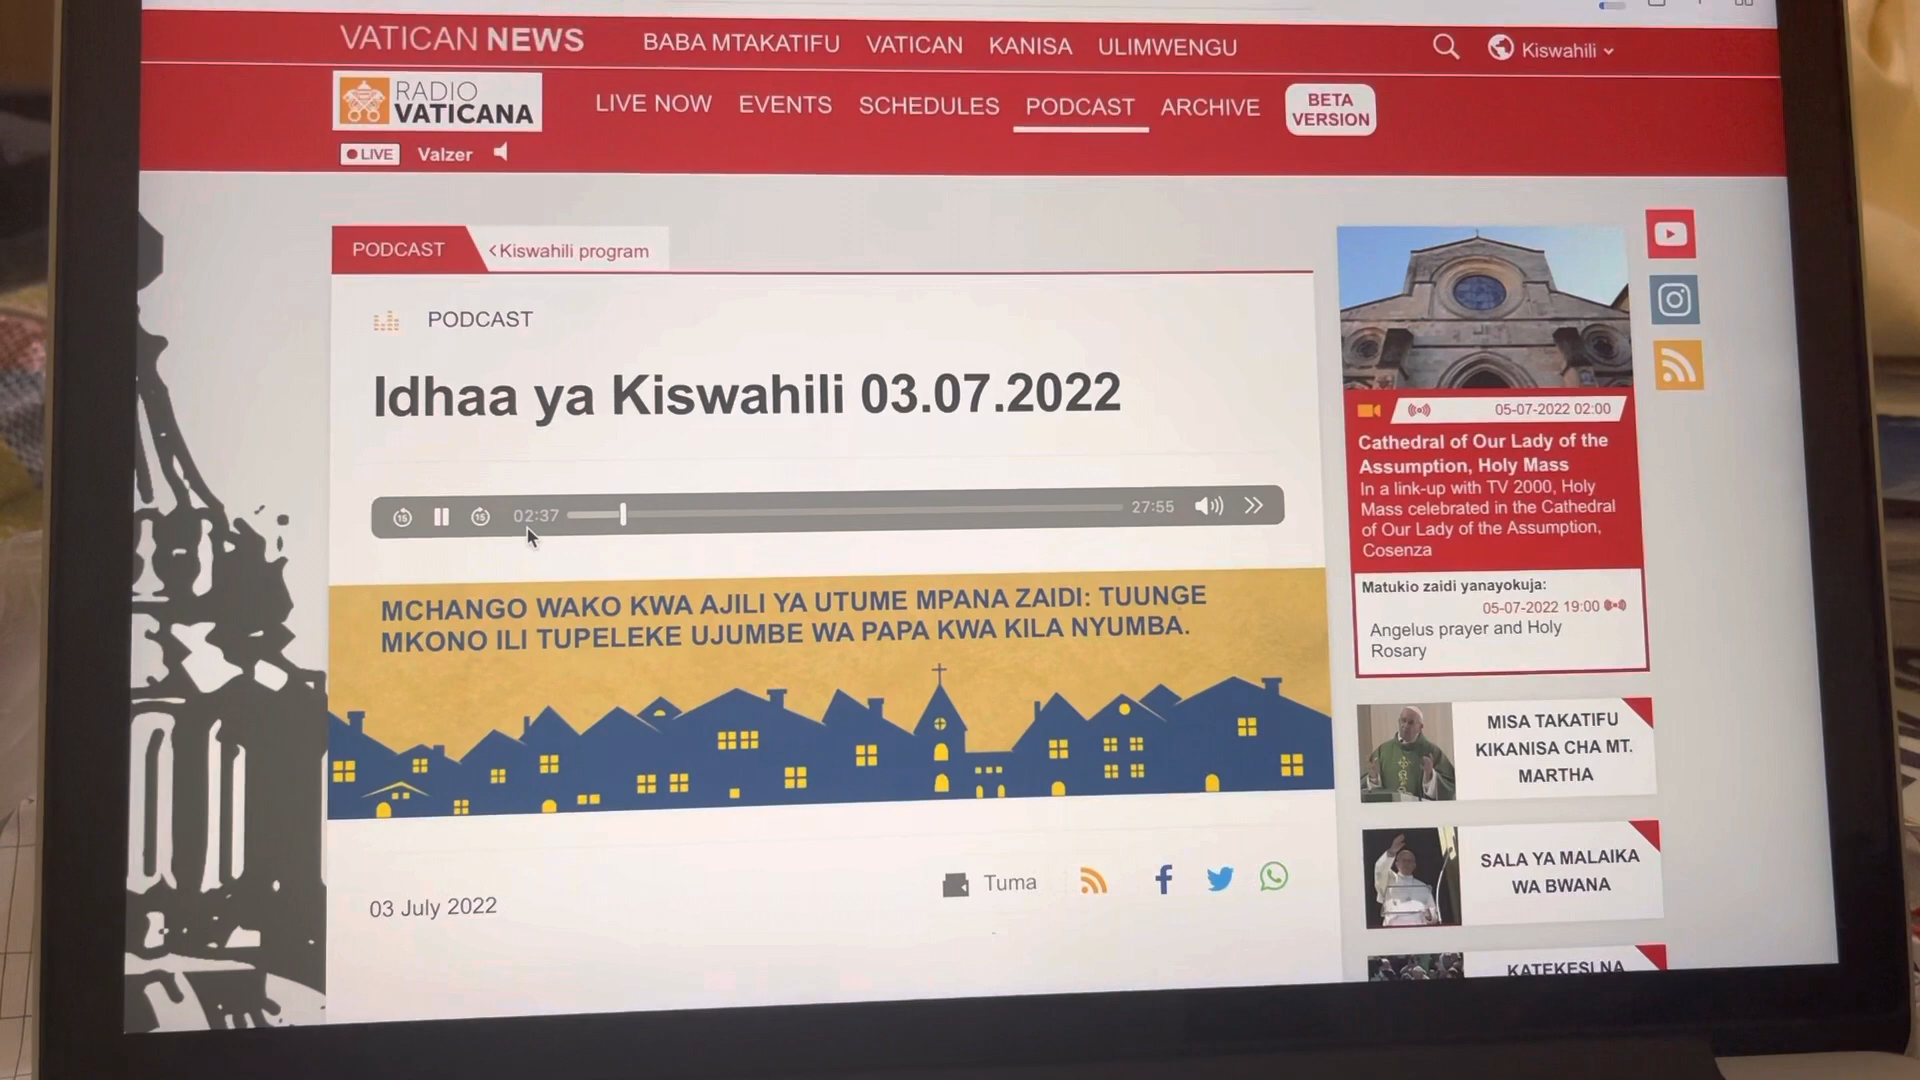 VATICAN NEWS BABA MTAKATIFU VATICAN KANISA ULIMWENGU Kiswahili
RADIO
VATICANA
LIVE NOW EVENTS SCHEDULES PODCAST ARCHIVE
BETA
VERSION
LIVE Valzer
PODCAST Kiswahili program
PODCAST
Idhaa ya Kiswahili 03.07.2022
15 15 02:37 27:55
MCHANGO WAKO KWA AJILI YA UTUME MPANA ZAIDI: TUUNGE
MKONO ILI TUPELEKE UJUMBE WA PAPA KWA KILA NYUMBA.
03 July 2022
Tuma
05-07-2022 02:00
Cathedral of Our Lady of the
Assumption, Holy Mass
In a link-up with TV 2000, Holy
Mass celebrated in the Cathedral
of Our Lady of the Assumption,
Cosenza
Matukio zaidi yanayokuja:
05-07-2022 19:00
Angelus prayer and Holy
Rosary
MISA TAKATIFU
KIKANISA CHA MT.
MARTHA
SALA YA MALAIKA
WA BWANA
KATEKESI NA